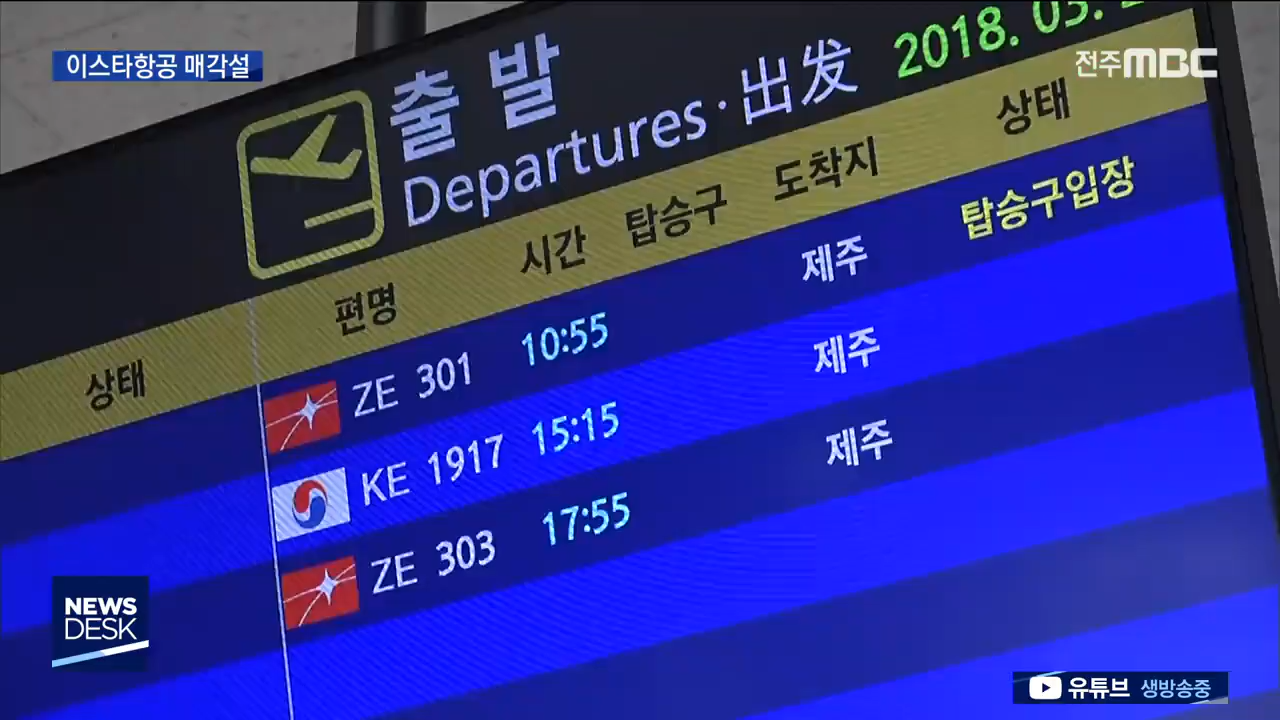 이스타항공 매각설
전주MBC
출발
Departures · 出发
2018. 03.
상태
편명 시간 탑승구 도착지 상태
ZE 301 10:55 제주 탑승구입장
KE 1917 15:15 제주
ZE 303 17:55 제주
NEWS
DESK
유튜브 생방송중